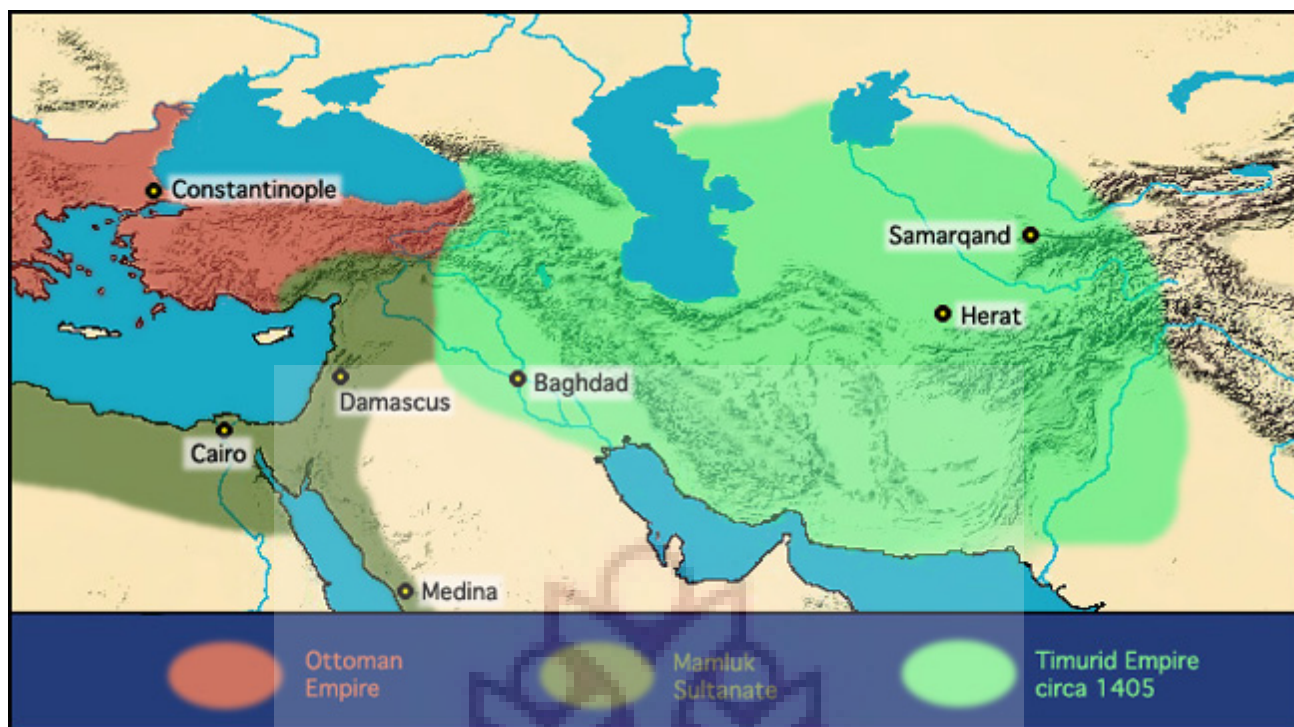 Constantinople
Samarqand
Herat
Baghdad
Damascus
Cairo
Medina
Ottoman
Empire
Mamluk
Sultanate
Timurid Empire
circa 1405